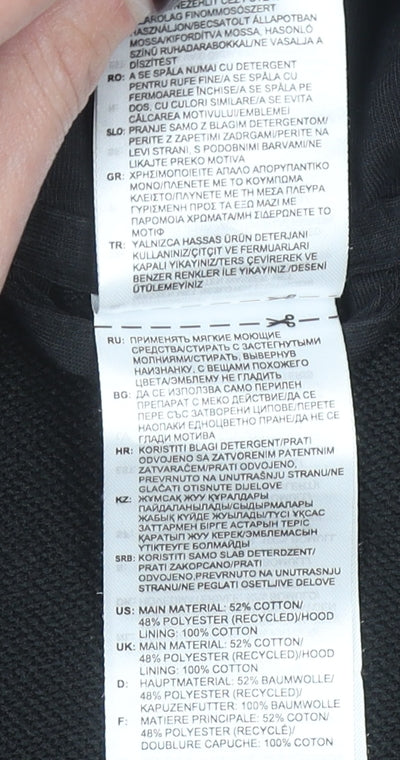 AROLAG FINOMMOSÓSZERT
HASZNÁLJON/BECSATOLT ÁLLAPOTBAN
MOSSA/KIFORDÍTVA MOSSA, HASONLÓ
SZÍNŰ RUHADARABOKKAL/NE VASALJA A
DÍSZÍTÉST
RO: A SE SPĂLA NUMAI CU DETERGENT
PENTRU RUFE FINE/A SE SPĂLA CU
FERMOARELE ÎNCHISE/A SE SPĂLA PE
DOS, CU CULORI SIMILARE/A SE EVITA
CĂLCAREA MOTIVULUI/EMBLEMEI
SLO: PRANJE SAMO Z BLAGIM DETERGENTOM/
PERITE Z ZAPETIMI ZADRGAMI/PERITE NA
LEVI STRANI, S PODOBNIMI BARVAMI/NE
LIKAJTE PREKO MOTIVA
GR: ΧΡΗΣΙΜΟΠΟΙΕΙΤΕ ΑΠΑΛΟ ΑΠΟΡΥΠΑΝΤΙΚΟ
ΜΟΝΟ/ΠΛΕΝΕΤΕ ΜΕ ΤΟ ΚΟΥΜΠΩΜΑ
ΚΛΕΙΣΤΟ/ΠΛΥΝΕΤΕ ΜΕ ΤΗ ΜΕΣΑ ΠΛΕΥΡΑ
ΓΥΡΙΣΜΕΝΗ ΠΡΟΣ ΤΑ ΕΞΩ ΜΑΖΙ ΜΕ
ΠΑΡΟΜΟΙΑ ΧΡΩΜΑΤΑ/ΜΗ ΣΙΔΕΡΩΝΕΤΕ ΤΟ
ΜΟΤΙΦ
TR: YALNIZCA HASSAS ÜRÜN DETERJANI
KULLANINIZ/ÇITÇIT VE FERMUARLARI
KAPALI YIKAYINIZ/TERS ÇEVİREREK VE
BENZER RENKLER İLE YIKAYINIZ/DESENİ
ÜTÜLEMEYİNİZ
RU: ПРИМЕНЯТЬ МЯГКИЕ МОЮЩИЕ
СРЕДСТВА/СТИРАТЬ С ЗАСТЕГНУТЫМИ
МОЛНИЯМИ/СТИРАТЬ, ВЫВЕРНУВ
НАИЗНАНКУ, С ВЕЩАМИ ПОХОЖЕГО
ЦВЕТА/ЭМБЛЕМУ НЕ ГЛАДИТЬ
BG: ДА СЕ ИЗПОЛЗВА САМО ПЕРИЛЕН
ПРЕПАРАТ С МЕКО ДЕЙСТВИЕ/ДА СЕ
ПЕРЕ СЪС ЗАТВОРЕНИ ЦИПОВЕ/ПЕРЕТЕ
НАОПАКИ ЕДНОЦВЕТНО ПРАНЕ/ДА НЕ СЕ
ГЛАДИ МОТИВА
HR: KORISTITI BLAGI DETERGENT/PRATI
ODVOJENO SA ZATVORENIM PATENTNIM
ZATVARAČEM/PRATI ODVOJENO,
PREVRNUTO NA UNUTRAŠNJU STRANU/NE
GLAČATI OTISNUTE DIJELOVE
KZ: ЖҰМСАҚ ЖУУ ҚҰРАЛДАРЫ
ПАЙДАЛАНЫЛАДЫ/СЫДЫРМАЛАРЫ
ЖАБЫҚ КҮЙДЕ ЖУЫЛАДЫ/ТҮСІ ҰҚСАС
ЗАТТАРМЕН БІРГЕ АСТАРЫН ТЕРІС
ҚАРАТЫП ЖУУ КЕРЕК/ЭМБЛЕМАСЫН
ҮТІКТЕУГЕ БОЛМАЙДЫ
SRB: KORISTITI SAMO SLAB DETERDZENT/
PRATI ZAKOPCANO/PRATI
ODVOJENO,PREVRNUTO NA UNUTRASNJU
STRANU/NE PEGLATI OSETLJIVE DELOVE
US: MAIN MATERIAL: 52% COTTON/
48% POLYESTER (RECYCLED)/HOOD
LINING: 100% COTTON
UK: MAIN MATERIAL: 52% COTTON/
48% POLYESTER (RECYCLED)/HOOD
LINING: 100% COTTON
D: HAUPTMATERIAL: 52% BAUMWOLLE/
48% POLYESTER (RECYCLED)/
KAPUZENFUTTER: 100% BAUMWOLLE
F: MATIERE PRINCIPALE: 52% COTON/
48% POLYESTER (RECYCLÉ)/
DOUBLURE CAPUCHE: 100% COTON